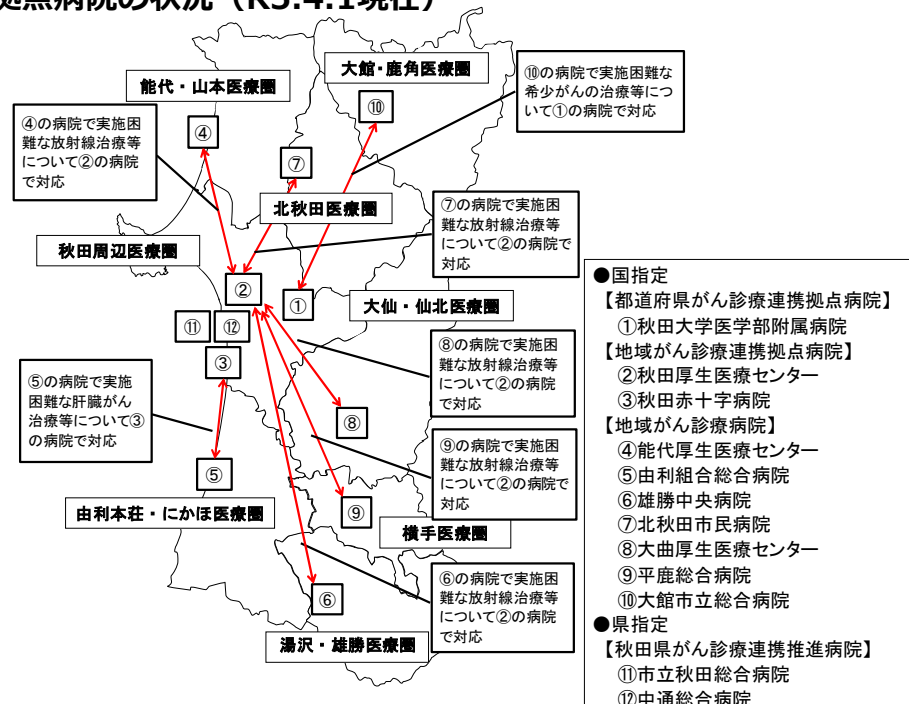 拠点病院の状況（R3.4.1現在）
大館・鹿角医療圏
能代・山本医療圏
⑩の病院で実施困難な
希少がんの治療等につ
いて①の病院で対応
⑩
④の病院で実施困
難な放射線治療等
について②の病院
で対応
④
⑦
北秋田医療圏
⑦の病院で実施困
難な放射線治療等
について②の病院で
対応
秋田周辺医療圏
②
①
大仙・仙北医療圏
⑪
⑫
③
⑧の病院で実施困
難な放射線治療等
について②の病院
で対応
⑤の病院で実施
困難な肝臓がん
治療等について③
の病院で対応
⑧
⑨の病院で実施困
難な放射線治療等
について②の病院で
対応
⑤
由利本荘・にかほ医療圏
⑨
横手医療圏
⑥の病院で実施困
難な放射線治療等
について②の病院
で対応
⑥
湯沢・雄勝医療圏
●国指定
【都道府県がん診療連携拠点病院】
①秋田大学医学部附属病院
【地域がん診療連携拠点病院】
②秋田厚生医療センター
③秋田赤十字病院
【地域がん診療病院】
④能代厚生医療センター
⑤由利組合総合病院
⑥雄勝中央病院
⑦北秋田市民病院
⑧大曲厚生医療センター
⑨平鹿総合病院
⑩大館市立総合病院
●県指定
【秋田県がん診療連携推進病院】
⑪市立秋田総合病院
⑫中通総合病院